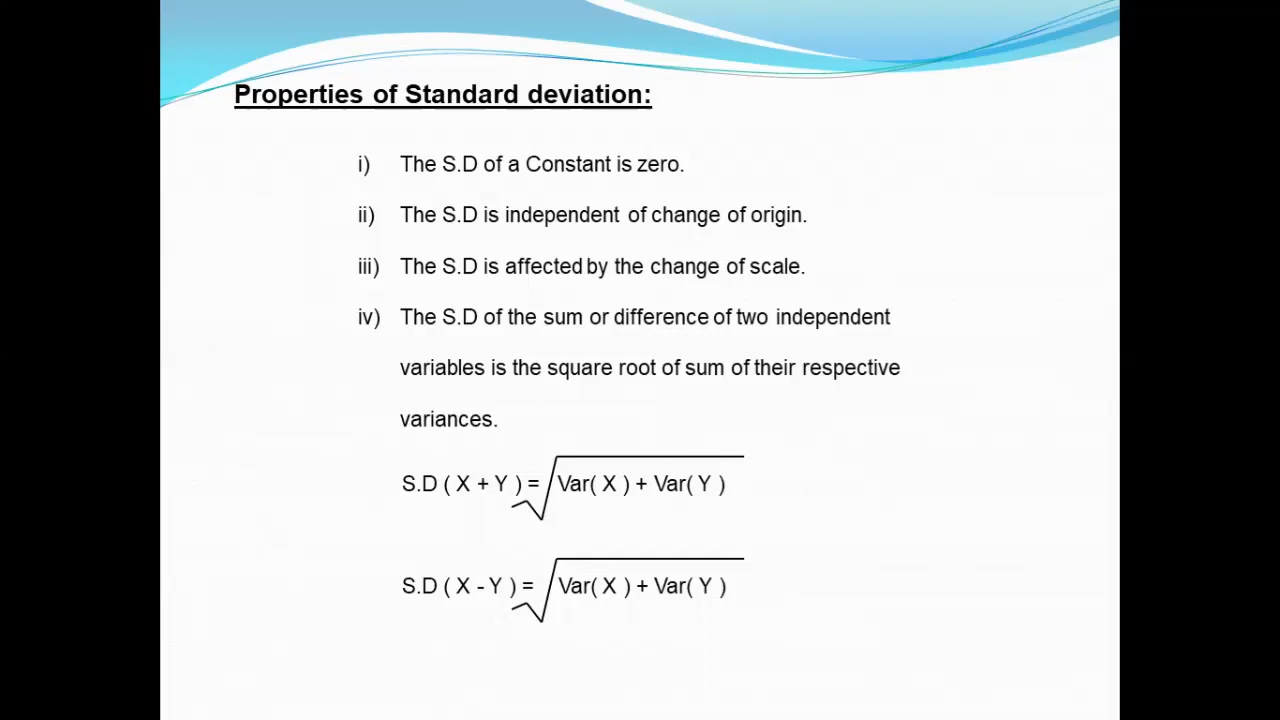 Properties of Standard deviation:
i) The S.D of a Constant is zero.
ii) The S.D is independent of change of origin.
iii) The S.D is affected by the change of scale.
iv) The S.D of the sum or difference of two independent
variables is the square root of sum of their respective
variances.
S.D ( X + Y ) = √Var( X ) + Var( Y )
S.D ( X - Y ) = √Var( X ) + Var( Y )